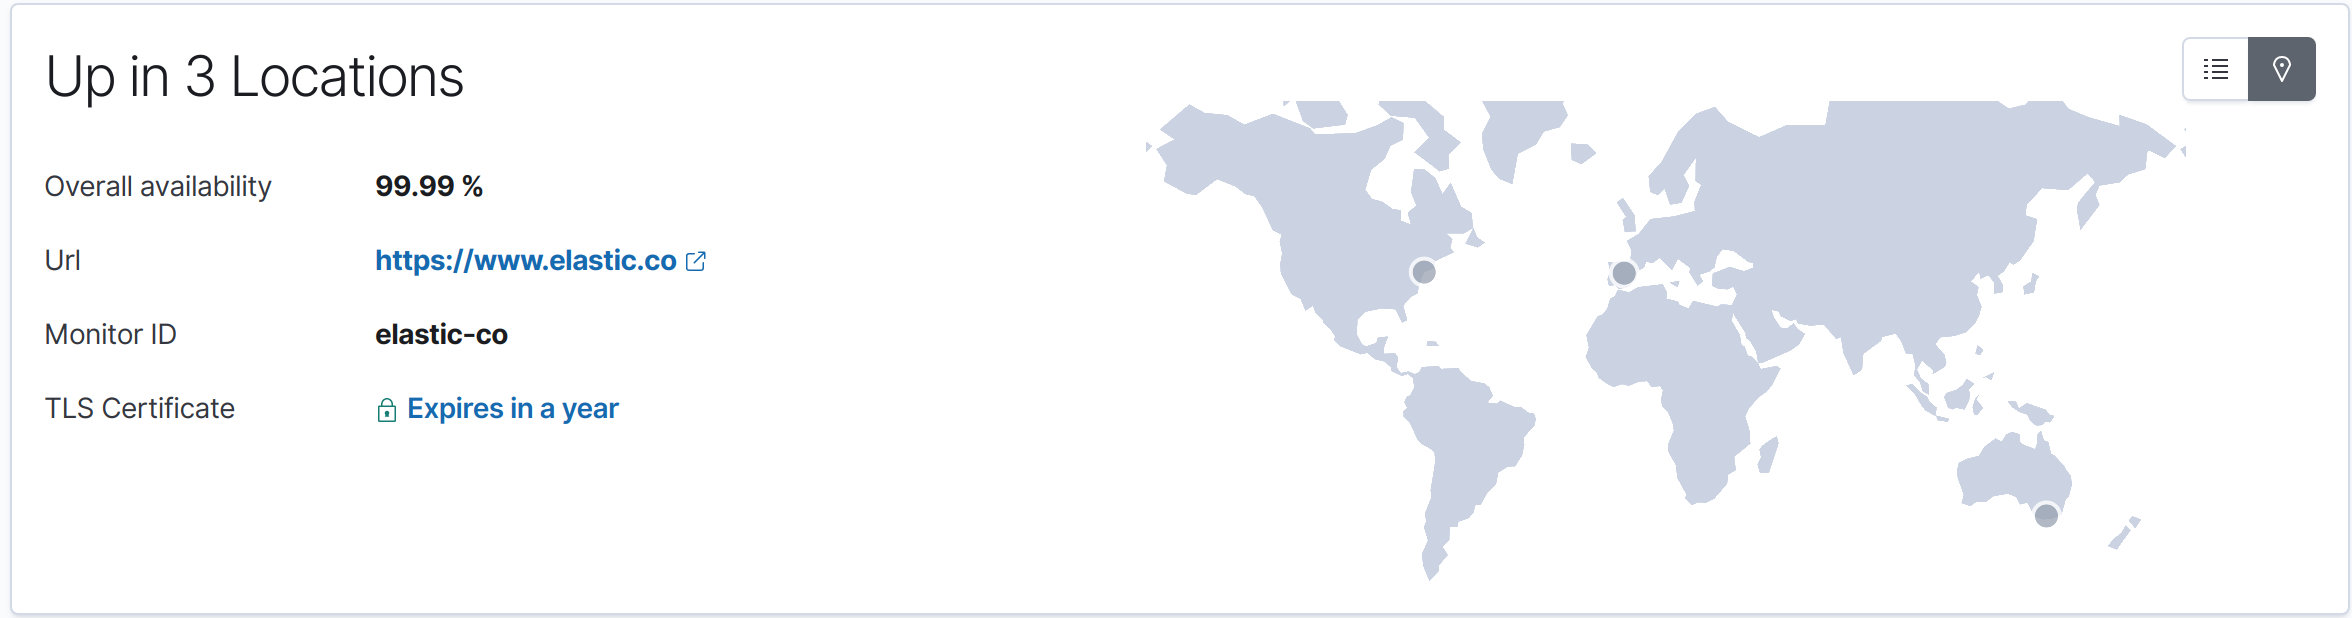 Up in 3 Locations
Overall availability 99.99 %
Url https://www.elastic.co
Monitor ID elastic-co
TLS Certificate Expires in a year